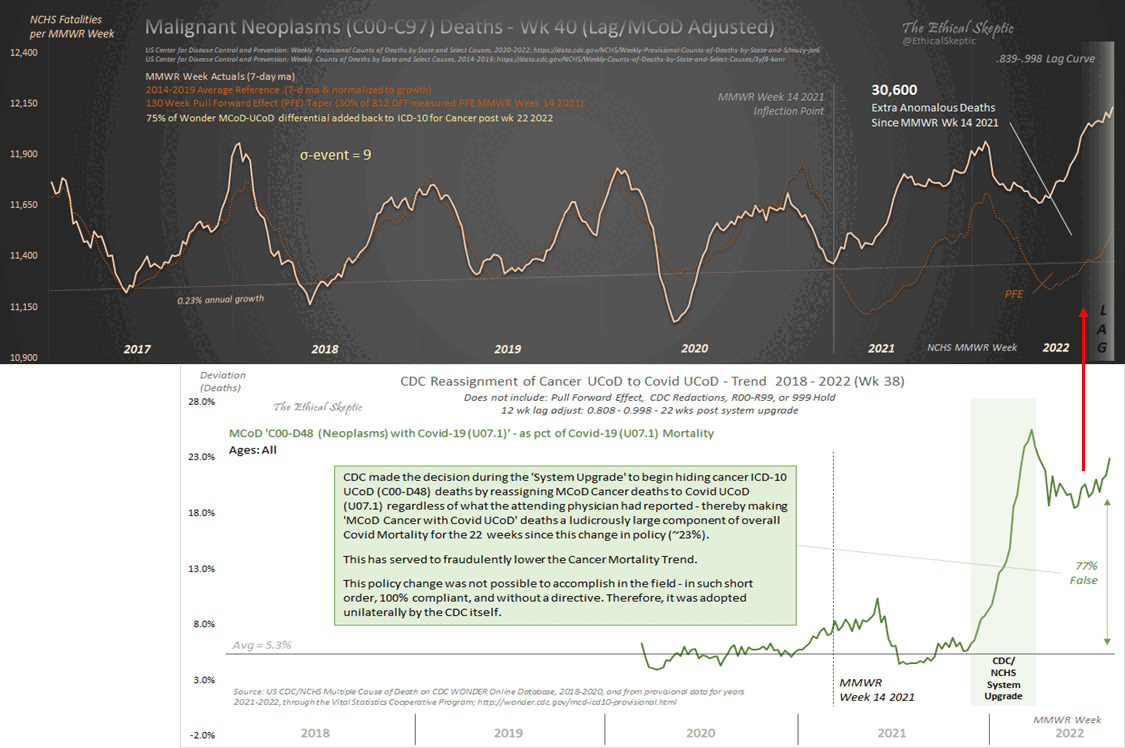 NCHS Fatalities
per MMWR Week
Malignant Neoplasms (C00-C97) Deaths - Wk 40 (Lag/MCoD Adjusted)
The Ethical Skeptic
@EthicalSkeptic
US Center for Disease Control and Prevention: Weekly Provisional Counts of Deaths by State and Select Causes, 2020-2022; https://data.cdc.gov/NCHS/Weekly-Provisional-Counts-of-Deaths-by-State-and-S/muzy-jte6
US Center for Disease Control and Prevention: Weekly Counts of Deaths by State and Select Causes, 2014-2019; https://data.cdc.gov/NCHS/Weekly-Counts-of-Deaths-by-State-and-Select-Causes/3yf8-kanr
.839-.998 Lag Curve
MMWR Week Actuals (7-day ma)
2014-2019 Average Reference (7-d ma & normalized to growth)
130 Week Pull Forward Effect (PFE) Taper (30% of 812 DFT measured PFE MMWR Week 14 2021)
75% of Wonder MCoD-UCoD differential added back to ICD-10 for Cancer post wk 22 2022
MMWR Week 14 2021
Inflection Point
30,600
Extra Anomalous Deaths
Since MMWR Wk 14 2021
σ-event = 9
12,400
12,150
11,900
11,650
11,400
11,150
10,900
0.23% annual growth
PFE
L
A
G
2017
2018
2019
2020
2021
NCHS MMWR Week
2022
Deviation
(Deaths)
CDC Reassignment of Cancer UCoD to Covid UCoD - Trend 2018 - 2022 (Wk 38)
Does not include: Pull Forward Effect, CDC Redactions, R00-R99, or 999 Hold
12 wk lag adjust: 0.808 - 0.998 - 22 wks post system upgrade
The Ethical Skeptic
MCoD 'C00-D48 (Neoplasms) with Covid-19 (U07.1)' - as pct of Covid-19 (U07.1) Mortality
Ages: All
28.0%
23.0%
18.0%
13.0%
8.0%
3.0%
-2.0%
CDC made the decision during the 'System Upgrade' to begin hiding cancer ICD-10
UCoD (C00-D48) deaths by reassigning MCoD Cancer deaths to Covid UCoD
(U07.1) regardless of what the attending physician had reported - thereby making
'MCoD Cancer with Covid UCoD' deaths a ludicrously large component of overall
Covid Mortality for the 22 weeks since this change in policy (~23%).
This has served to fraudulently lower the Cancer Mortality Trend.
This policy change was not possible to accomplish in the field - in such short
order, 100% compliant, and without a directive. Therefore, it was adopted
unilaterally by the CDC itself.
77%
False
Avg = 5.3%
CDC/
NCHS
System
Upgrade
MMWR
Week 14 2021
Source: US CDC/NCHS Multiple Cause of Death on CDC WONDER Online Database, 2018-2020, and from provisional data for years
2021-2022, through the Vital Statistics Cooperative Program; http://wonder.cdc.gov/mcd-icd10-provisional.html
MMWR Week
2018
2019
2020
2021
2022